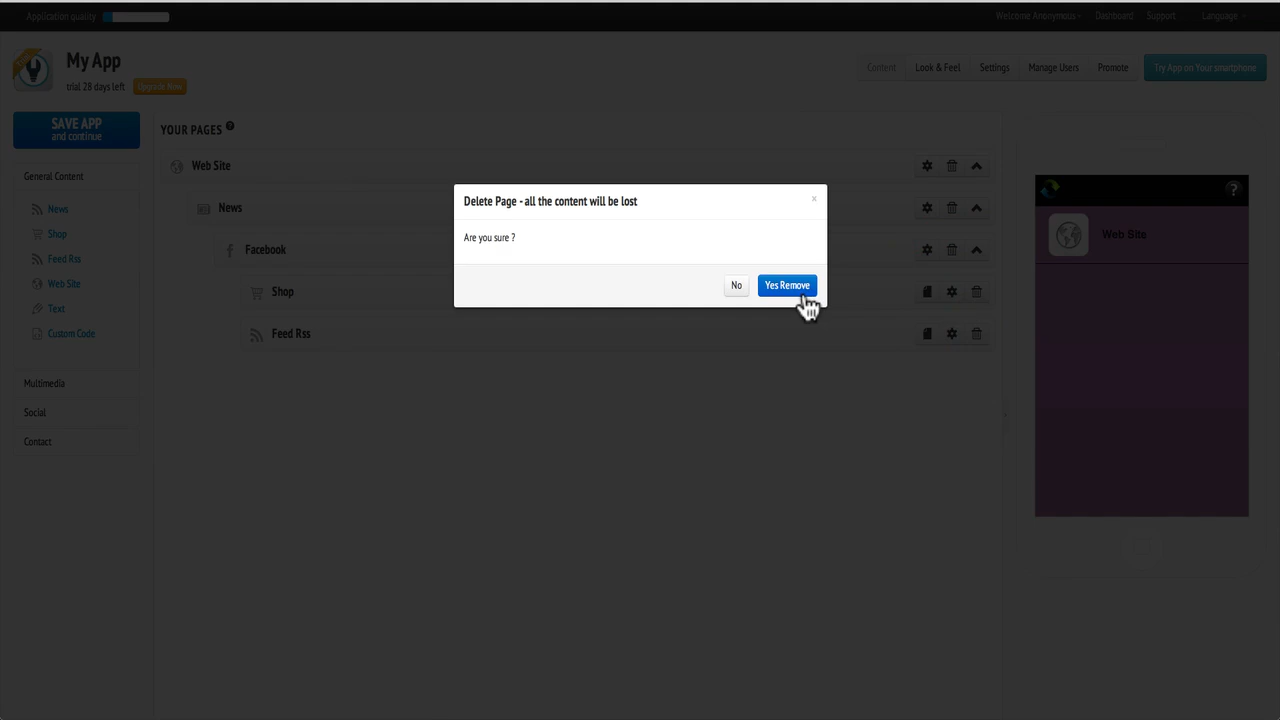 Application quality
Welcome Anonymous
Dashboard
Support
Language
My App
trial 28 days left
Upgrade Now
Content
Look & Feel
Settings
Manage Users
Promote
Try App on Your smartphone
SAVE APP
and continue
General Content
News
Shop
Feed Rss
Web Site
Text
Custom Code
Multimedia
Social
Contact
YOUR PAGES ?
Web Site
News
Facebook
Shop
Feed Rss
Delete Page - all the content will be lost
x
Are you sure ?
No
Yes Remove
?
Web Site